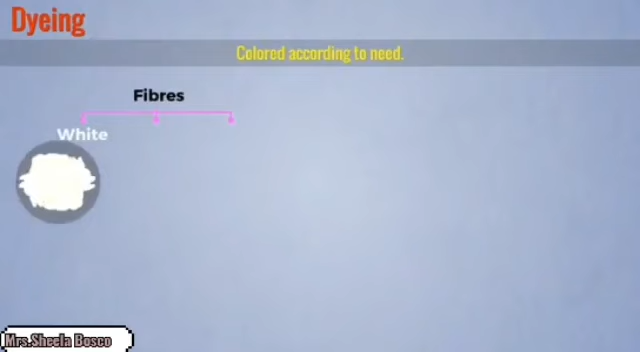 Dyeing
Colored according to need.
Fibres
White
Mrs.Sheela Bosco